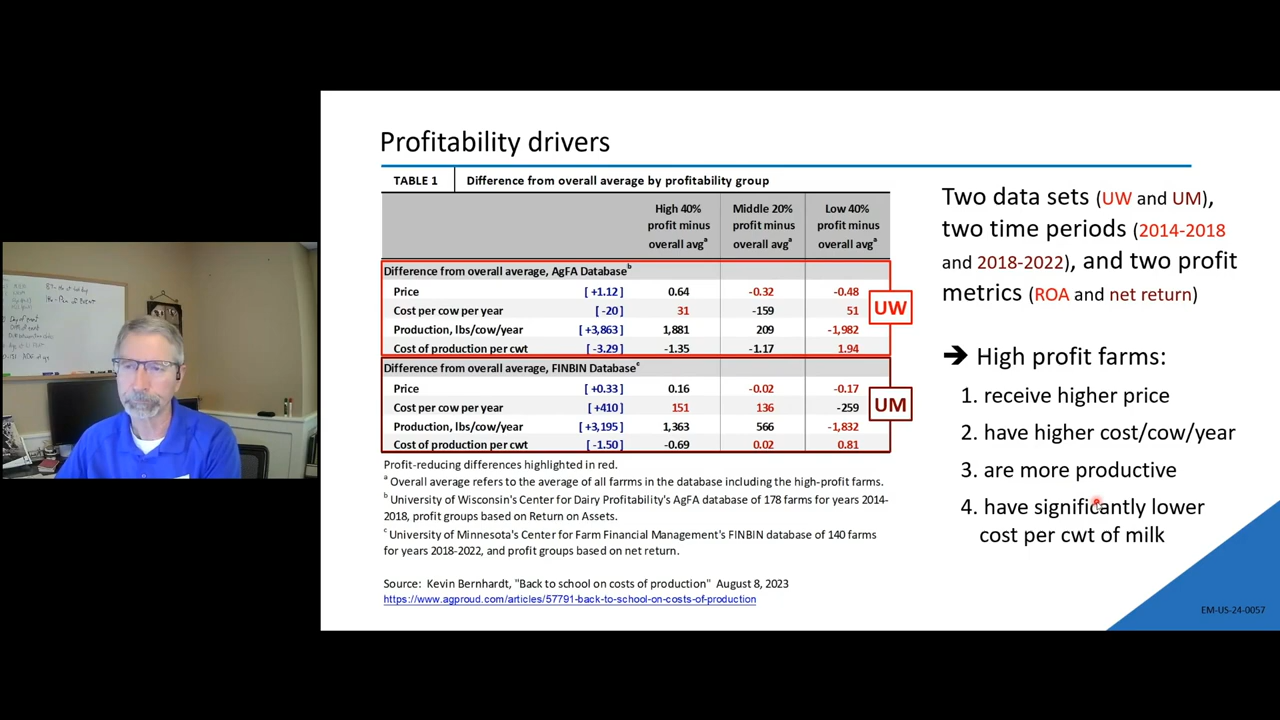 Profitability drivers
TABLE 1 Difference from overall average by profitability group
High 40% profit minus overall avgᵃ Middle 20% profit minus overall avgᵃ Low 40% profit minus overall avgᵃ
Difference from overall average, AgFA Databaseᵇ
Price [ +1.12 ] 0.64 -0.32 -0.48
Cost per cow per year [ -20 ] 31 -159 51
Production, lbs/cow/year [ +3,863 ] 1,881 209 -1,982
Cost of production per cwt [ -3.29 ] -1.35 -1.17 1.94
UW
Difference from overall average, FINBIN Databaseᶜ
Price [ +0.33 ] 0.16 -0.02 -0.17
Cost per cow per year [ +410 ] 151 136 -259
Production, lbs/cow/year [ +3,195 ] 1,363 566 -1,832
Cost of production per cwt [ -1.50 ] -0.69 0.02 0.81
UM
Profit-reducing differences highlighted in red.
ᵃ Overall average refers to the average of all farrms in the database including the high-profit farms.
ᵇ University of Wisconsin's Center for Dairy Profitability's AgFA database of 178 farms for years 2014-
2018, profit groups based on Return on Assets.
ᶜ University of Minnesota's Center for Farm Financial Management's FINBIN database of 140 farms
for years 2018-2022, and profit groups based on net return.
Source: Kevin Bernhardt, "Back to school on costs of production" August 8, 2023
https://www.agproud.com/articles/57791-back-to-school-on-costs-of-production
Two data sets (UW and UM),
two time periods (2014-2018
and 2018-2022), and two profit
metrics (ROA and net return)
➔ High profit farms:
1. receive higher price
2. have higher cost/cow/year
3. are more productive
4. have significantly lower
cost per cwt of milk
EM-US-24-0057